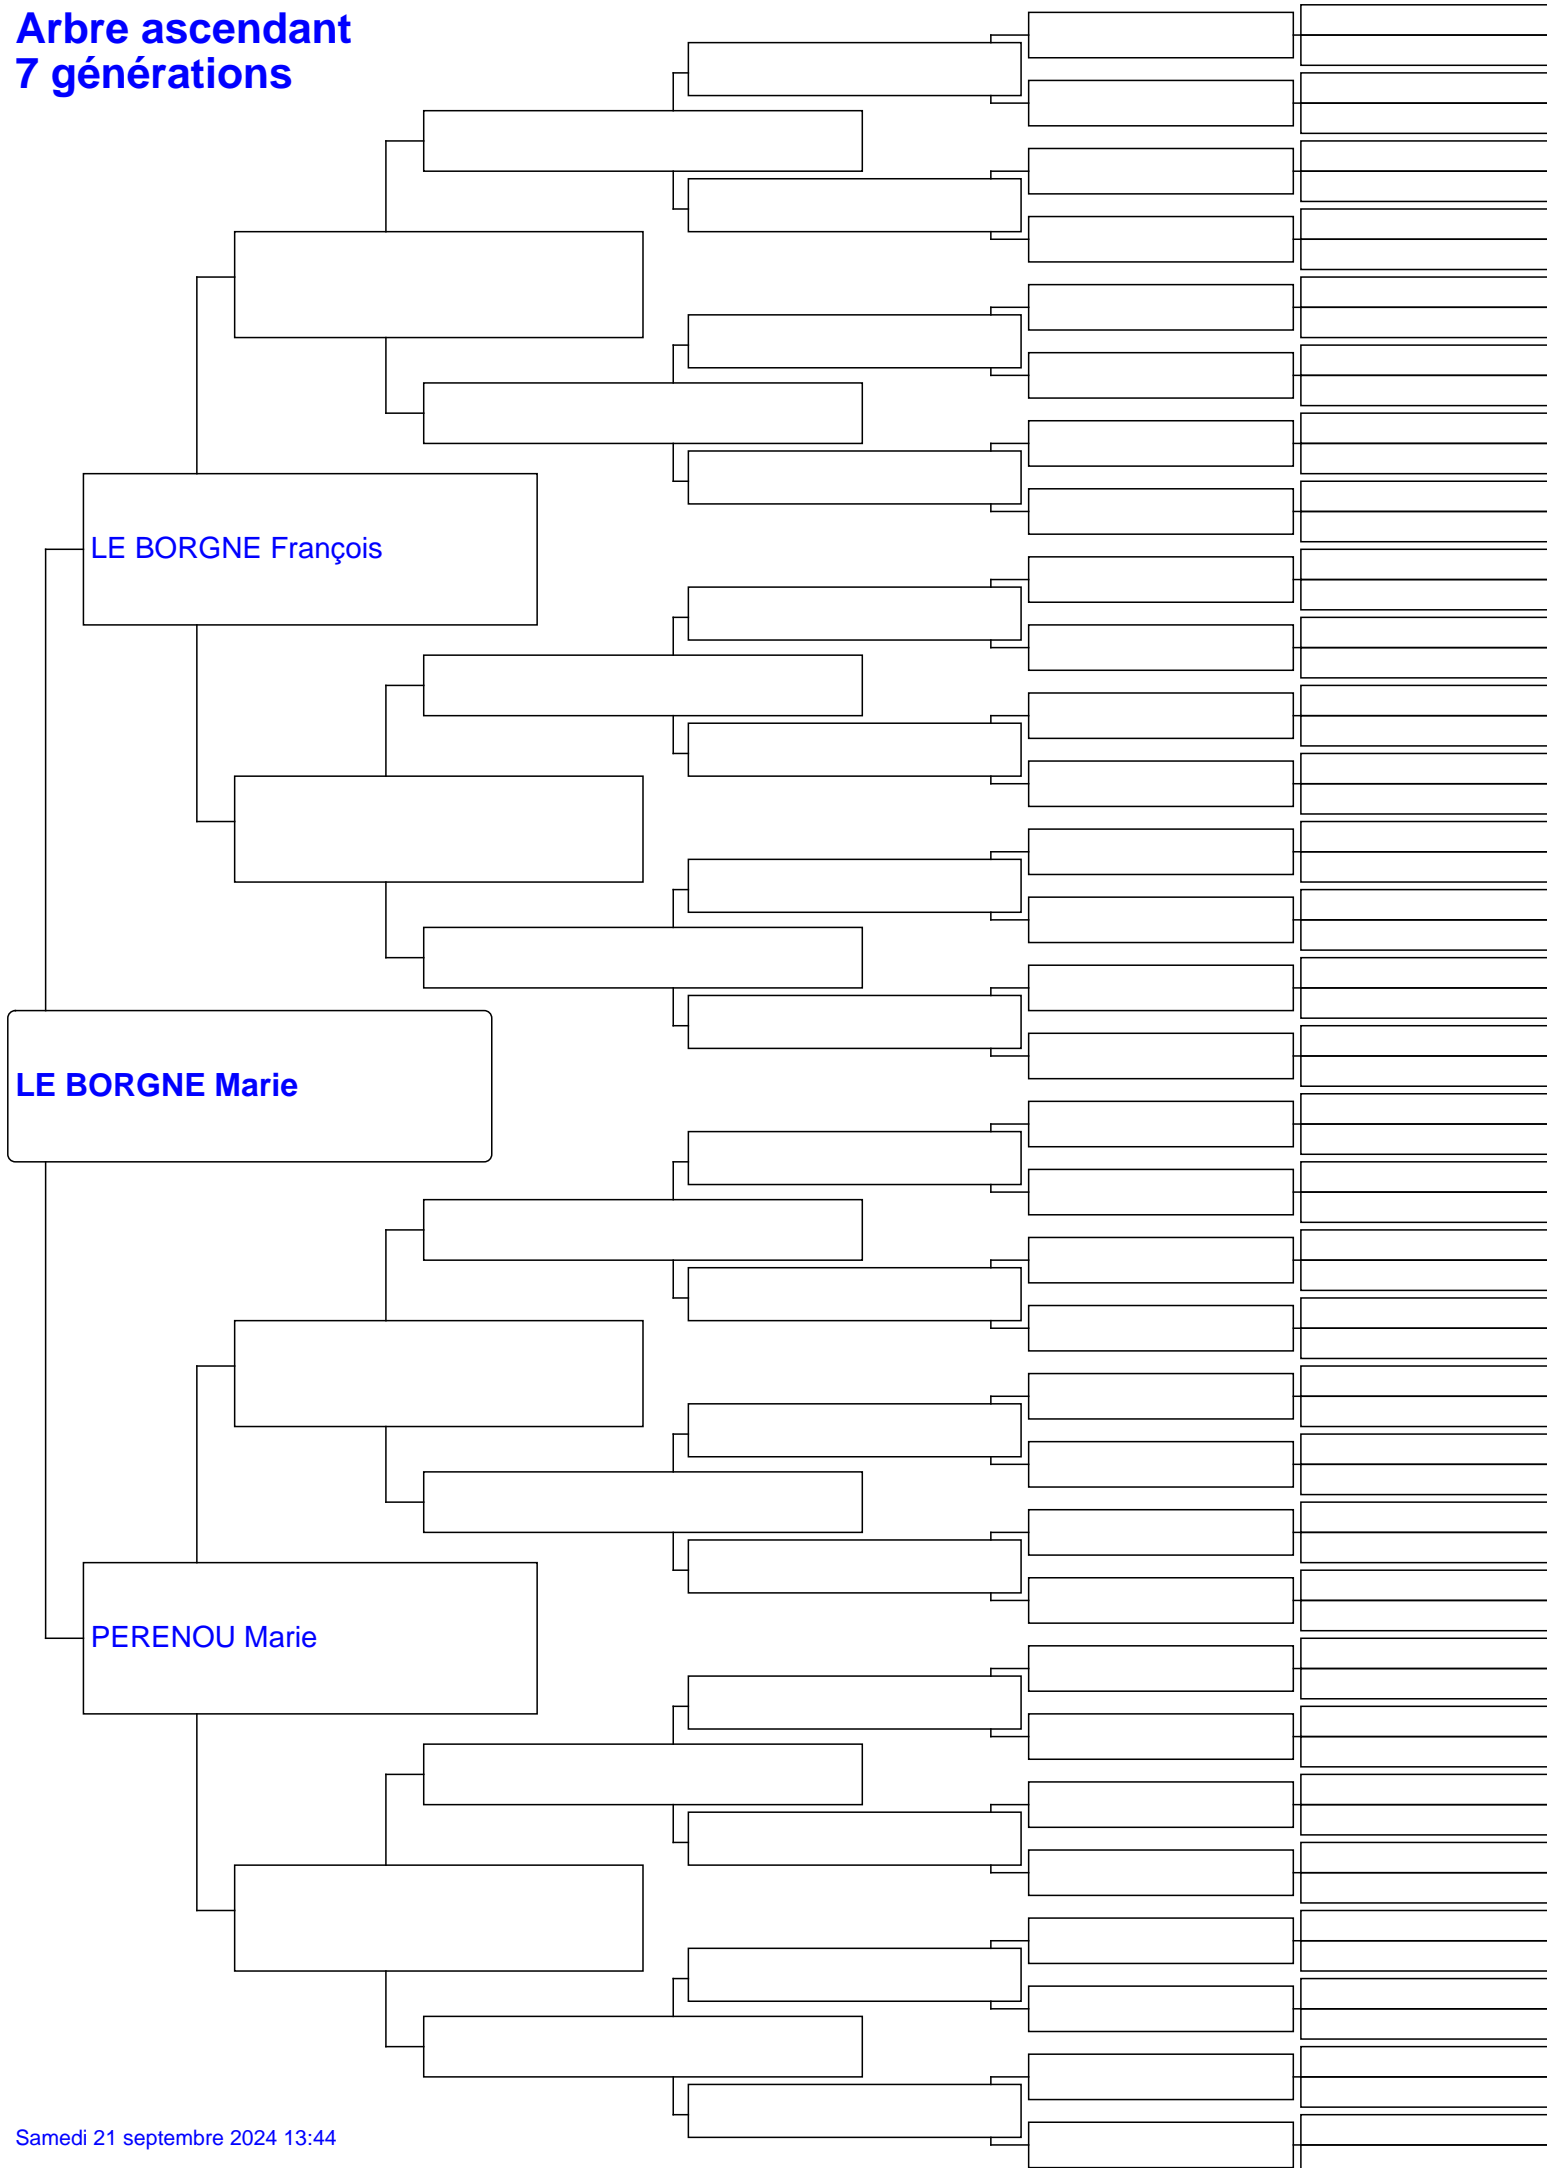 Arbre ascendant
7 générations
LE BORGNE François
LE BORGNE Marie
PERENOU Marie
Samedi 21 septembre 2024 13:44